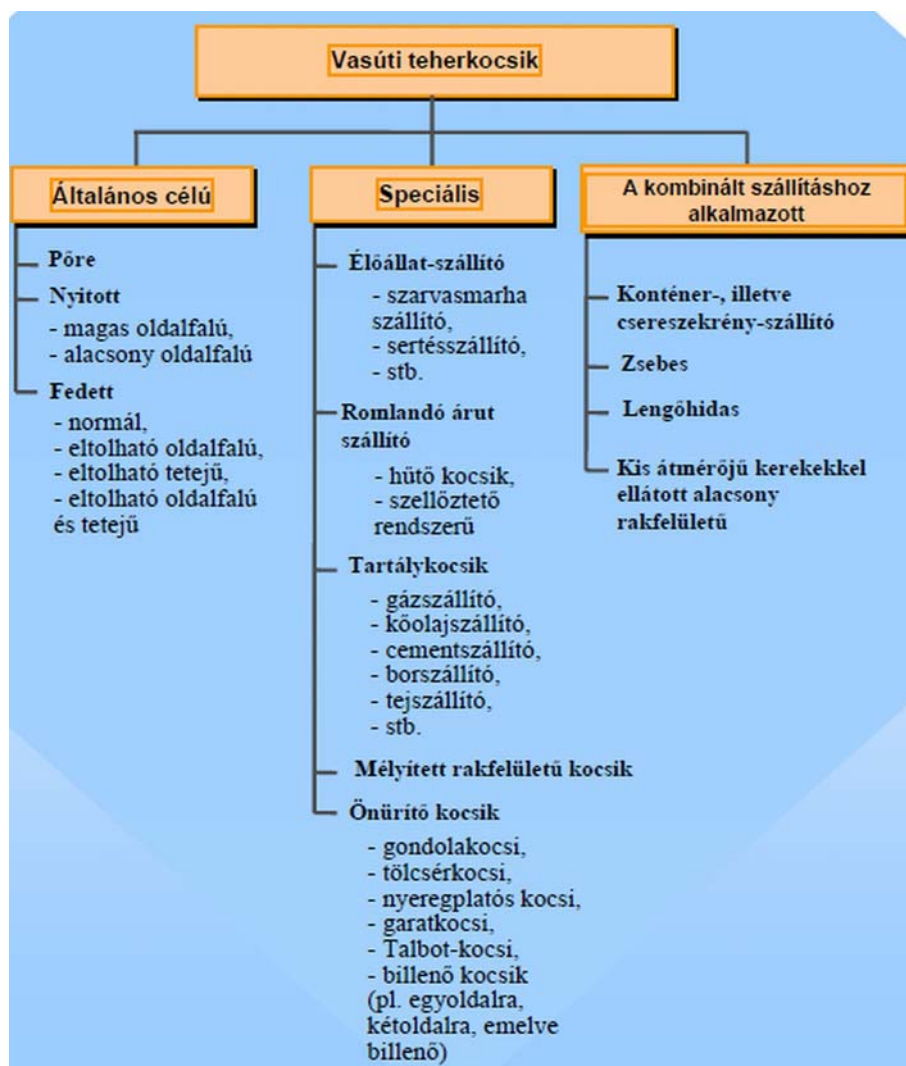 Vasúti teherkocsik
Általános célú
Pőre
Nyitott
- magas oldalfalú,
- alacsony oldalfalú
Fedett
- normál,
- eltolható oldalfalú,
- eltolható tetejű,
- eltolható oldalfalú
és tetejű
Speciális
Élőállat-szállító
- szarvasmarha
szállító,
- sertésszállító,
- stb.
Romlandó árut
szállító
- hűtő kocsik,
- szellőztető
rendszerű
Tartálykocsik
- gázszállító,
- kőolajszállító,
- cementszállító,
- borszállító,
- tejszállító,
- stb.
Mélyített rakfelületű kocsik
Önürítő kocsik
- gondolakocsi,
- tölcsérkocsi,
- nyeregplatós kocsi,
- garatkocsi,
- Talbot-kocsi,
- billenő kocsik
(pl. egyoldalra,
kétoldalra, emelve
billenő)
A kombinált szállításhoz
alkalmazott
Konténer-, illetve
csereszekrény-szállító
Zsebes
Lengőhidas
Kis átmérőjű kerekekkel
ellátott alacsony
rakfelületű